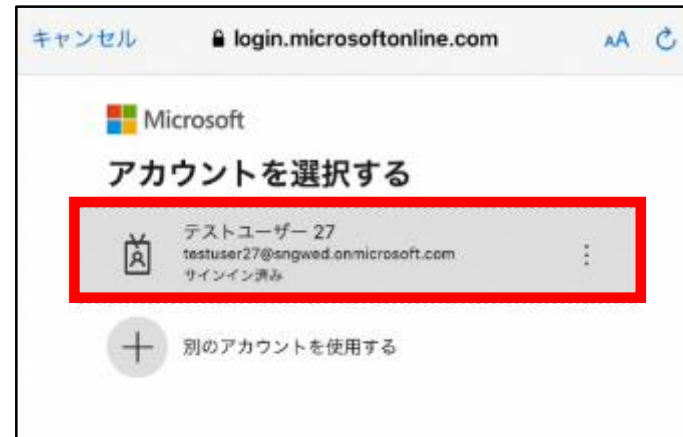 キャンセル login.microsoftonline.com AA
Microsoft
アカウントを選択する
テストユーザー 27
testuser27@sngwed.onmicrosoft.com
サインイン済み
別のアカウントを使用する